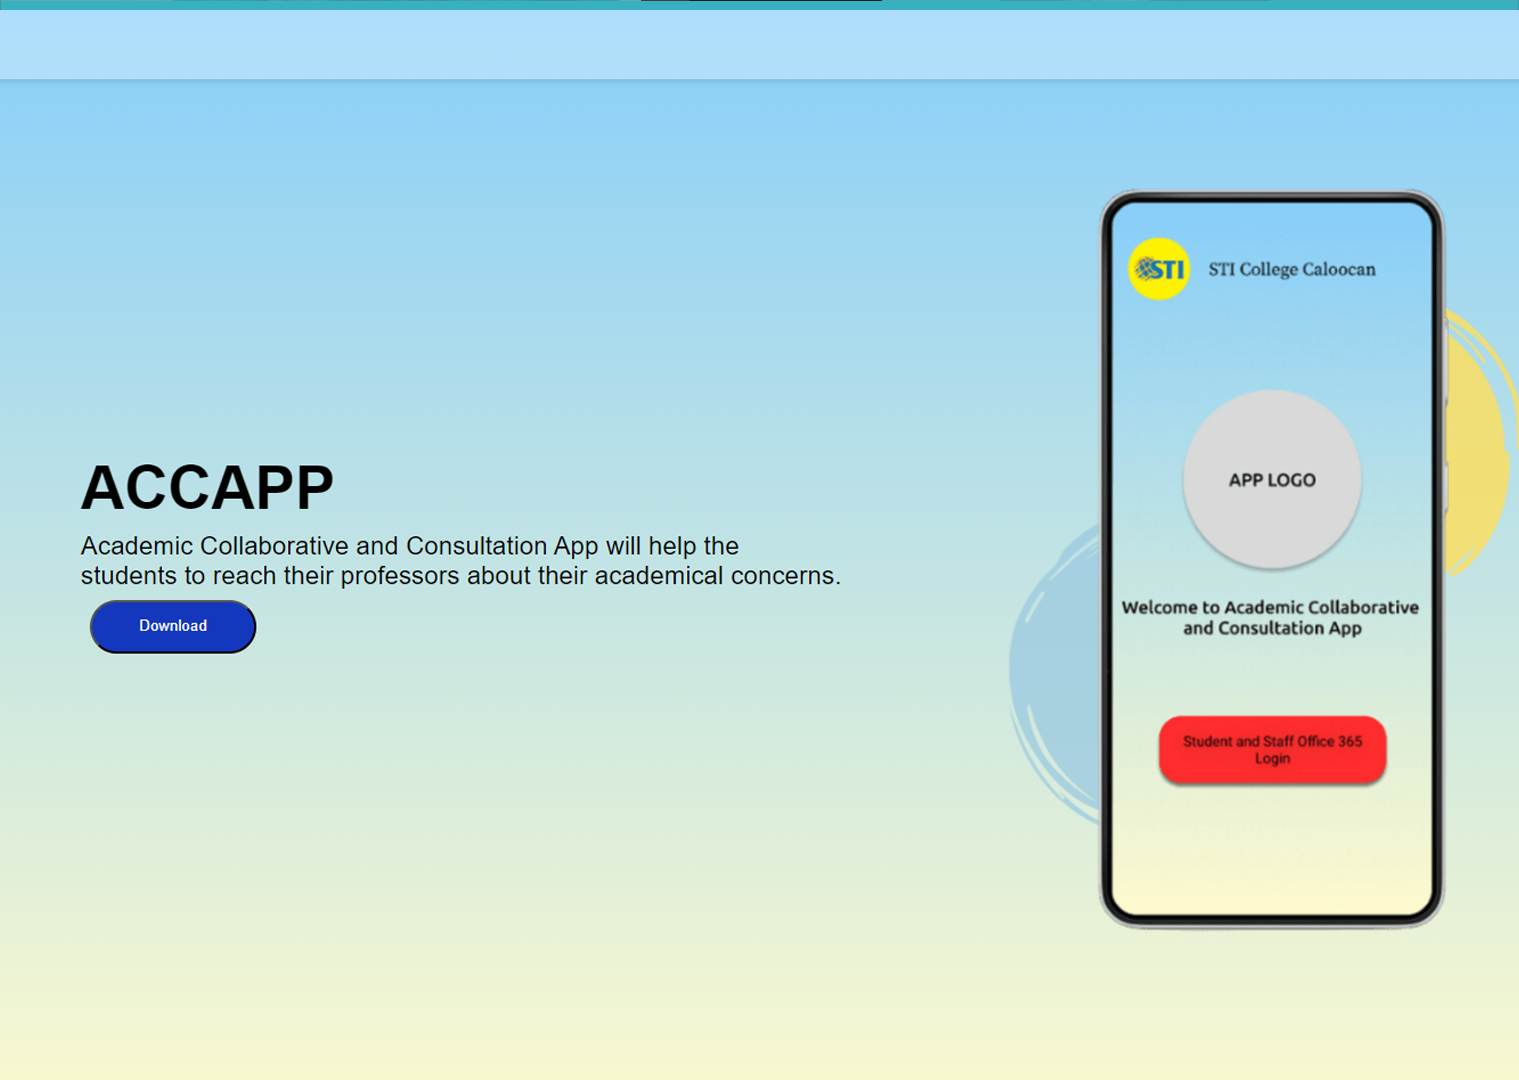 ACCAPP
Academic Collaborative and Consultation App will help the
students to reach their professors about their academical concerns.
Download
STI
STI College Caloocan
APP LOGO
Welcome to Academic Collaborative
and Consultation App
Student and Staff Office 365
Login